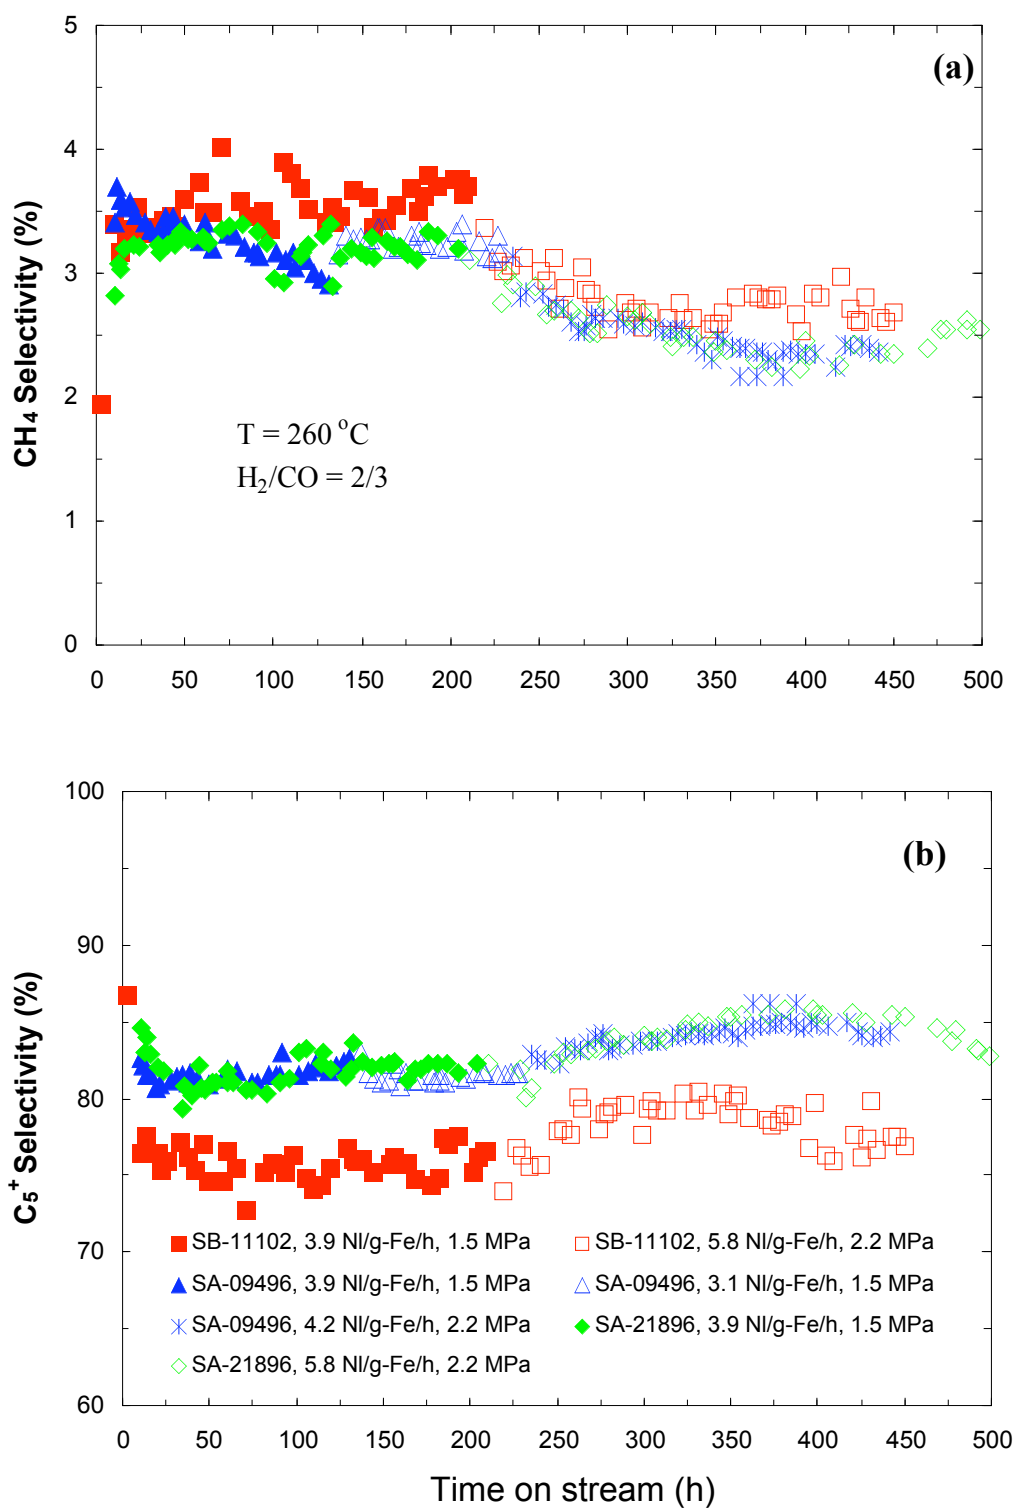 5
(a)
4
3
CH₄ Selectivity (%)
2
T = 260 °C
H₂/CO = 2/3
1
0
0 50 100 150 200 250 300 350 400 450 500
100
(b)
90
C₅⁺ Selectivity (%)
80
70
SB-11102, 3.9 Nl/g-Fe/h, 1.5 MPa SB-11102, 5.8 Nl/g-Fe/h, 2.2 MPa
SA-09496, 3.9 Nl/g-Fe/h, 1.5 MPa SA-09496, 3.1 Nl/g-Fe/h, 1.5 MPa
SA-09496, 4.2 Nl/g-Fe/h, 2.2 MPa SA-21896, 3.9 Nl/g-Fe/h, 1.5 MPa
SA-21896, 5.8 Nl/g-Fe/h, 2.2 MPa
60
0 50 100 150 200 250 300 350 400 450 500
Time on stream (h)